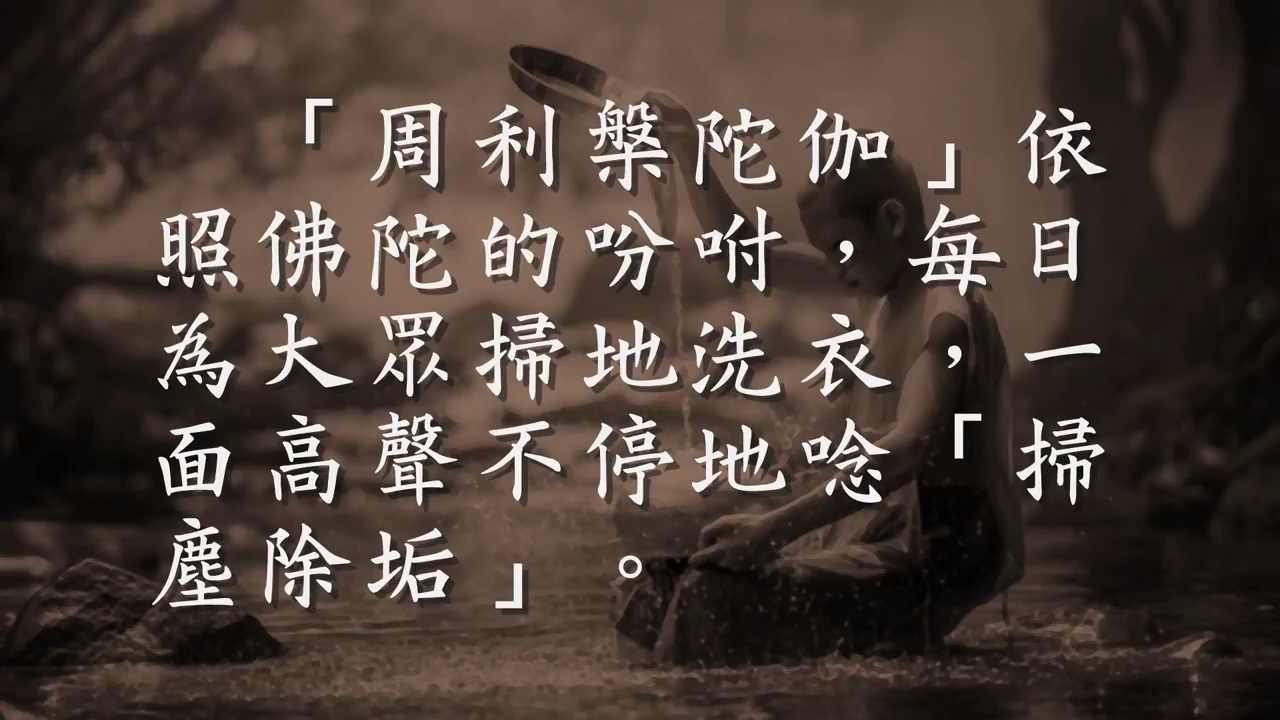 「周利槃陀伽」依
照佛陀的吩咐，每日
為大眾掃地洗衣，一
面高聲不停地唸「掃
塵除垢」。